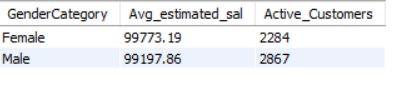 GenderCategory Avg_estimated_sal Active_Customers
Female 99773.19 2284
Male 99197.86 2867